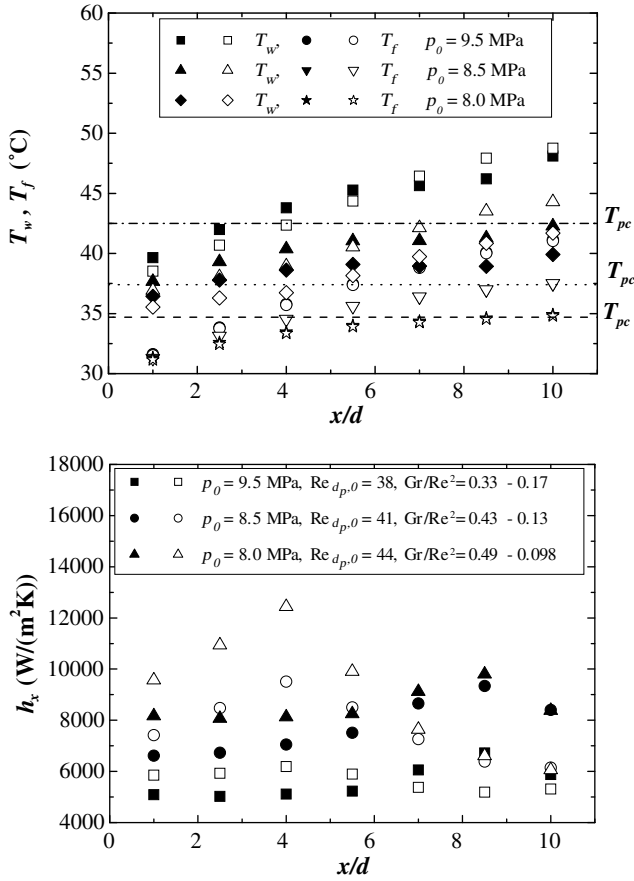 60
55
50
45
40
35
30
T_w, T_f (°C)
T_w, T_f p_0 = 9.5 MPa
T_w, T_f p_0 = 8.5 MPa
T_w, T_f p_0 = 8.0 MPa
T_pc
T_pc
T_pc
0 2 4 6 8 10
x/d
18000
16000
14000
12000
10000
8000
6000
4000
h_x (W/(m²K)
p_0 = 9.5 MPa, Re_dp,0 = 38, Gr/Re² = 0.33 - 0.17
p_0 = 8.5 MPa, Re_dp,0 = 41, Gr/Re² = 0.43 - 0.13
p_0 = 8.0 MPa, Re_dp,0 = 44, Gr/Re² = 0.49 - 0.098
0 2 4 6 8 10
x/d